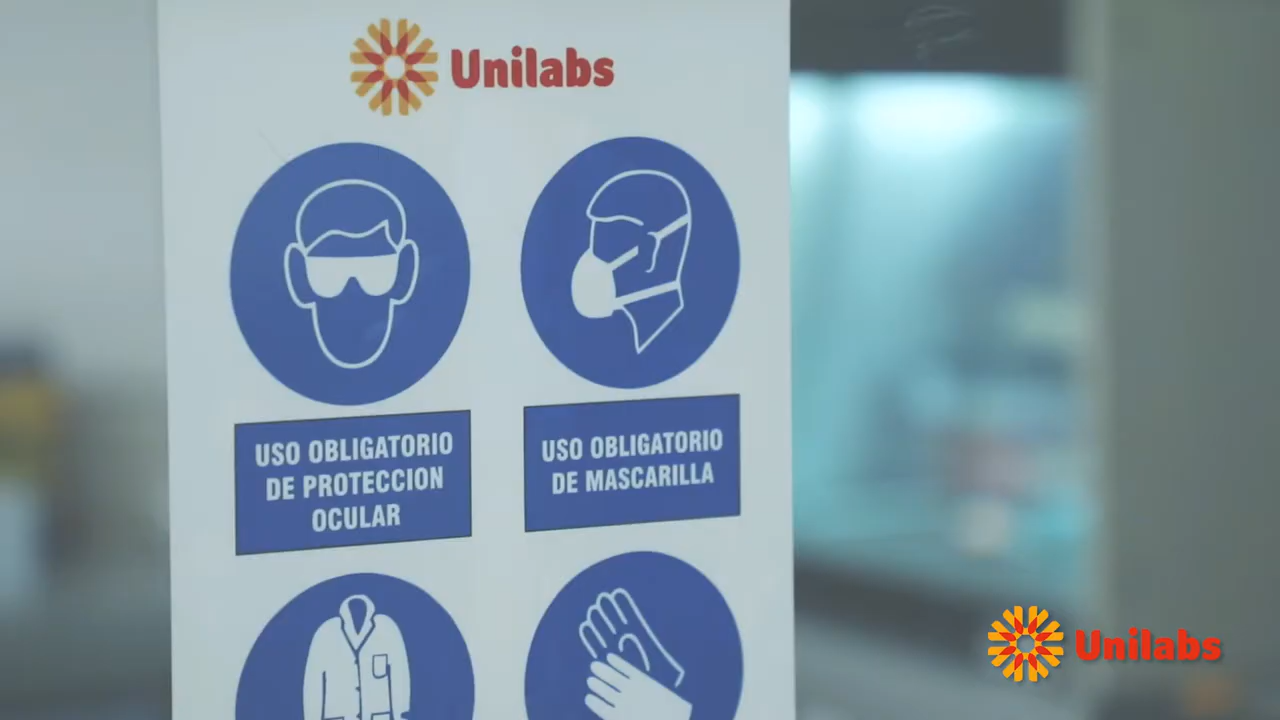 Unilabs
USO OBLIGATORIO
DE PROTECCION
OCULAR
USO OBLIGATORIO
DE MASCARILLA
Unilabs